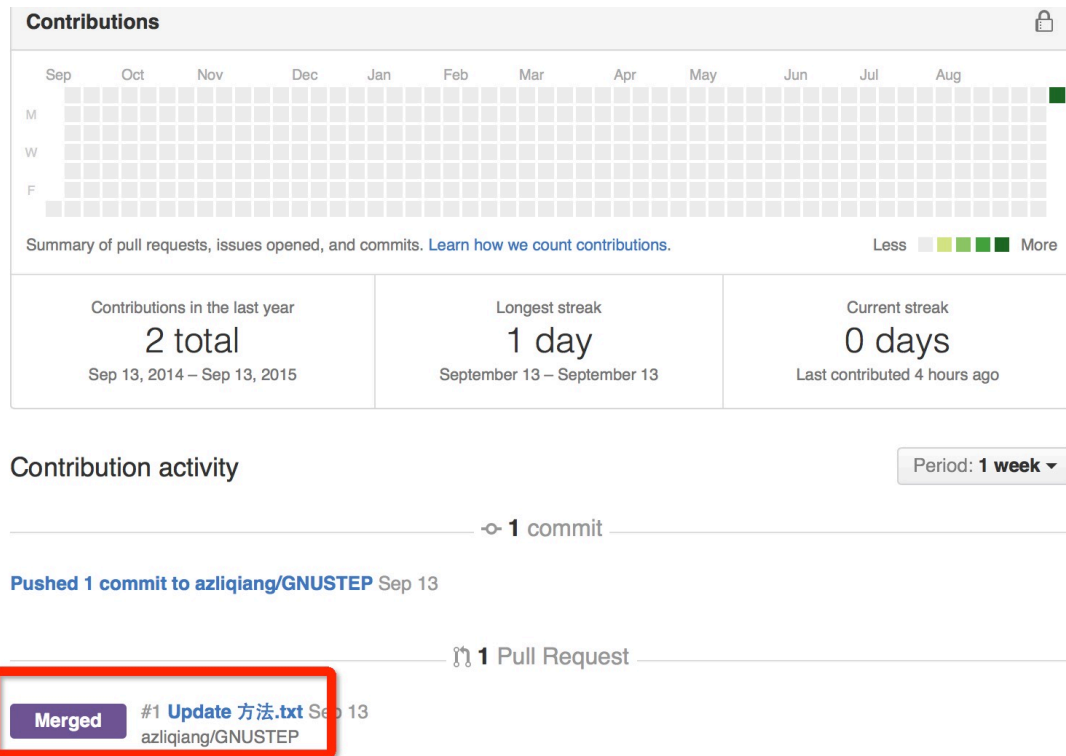 Contributions
Sep Oct Nov Dec Jan Feb Mar Apr May Jun Jul Aug
M
W
F
Summary of pull requests, issues opened, and commits. Learn how we count contributions. Less More
Contributions in the last year Longest streak Current streak
2 total 1 day 0 days
Sep 13, 2014 – Sep 13, 2015 September 13 – September 13 Last contributed 4 hours ago
Contribution activity Period: 1 week
1 commit
Pushed 1 commit to azliqiang/GNUSTEP Sep 13
1 Pull Request
Merged #1 Update 方法.txt Sep 13
azliqiang/GNUSTEP